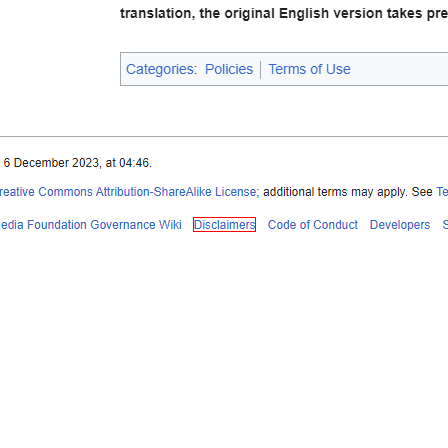 translation, the original English version takes pre
Categories: Policies | Terms of Use
6 December 2023, at 04:46.
reative Commons Attribution-ShareAlike License; additional terms may apply. See Te
edia Foundation Governance Wiki Disclaimers Code of Conduct Developers S